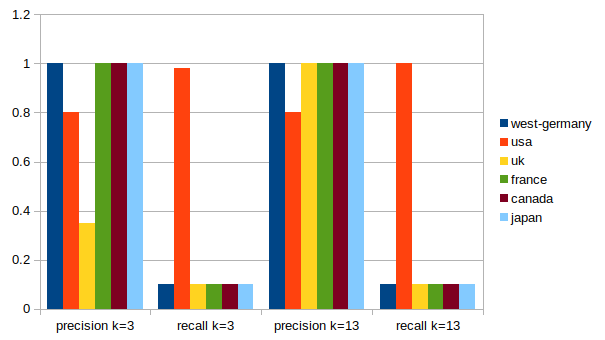 1.2
1
0.8
0.6
0.4
0.2
0
precision k=3
recall k=3
precision k=13
recall k=13
west-germany
usa
uk
france
canada
japan